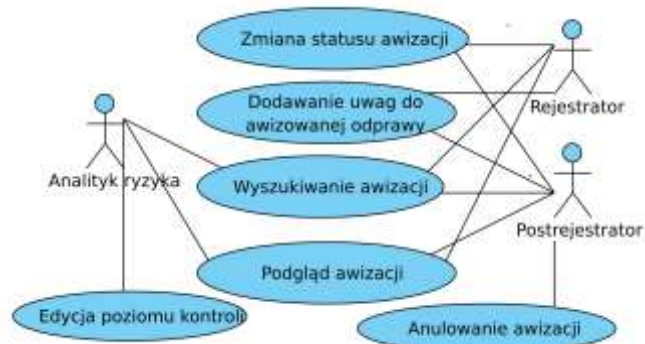 Zmiana statusu awizacji
Dodawanie uwag do
awizowanej odprawy
Rejestrator
Analityk ryzyka
Wyszukiwanie awizacji
Postrejestrator
Podgląd awizacji
Edycja poziomu kontroli
Anulowanie awizacji